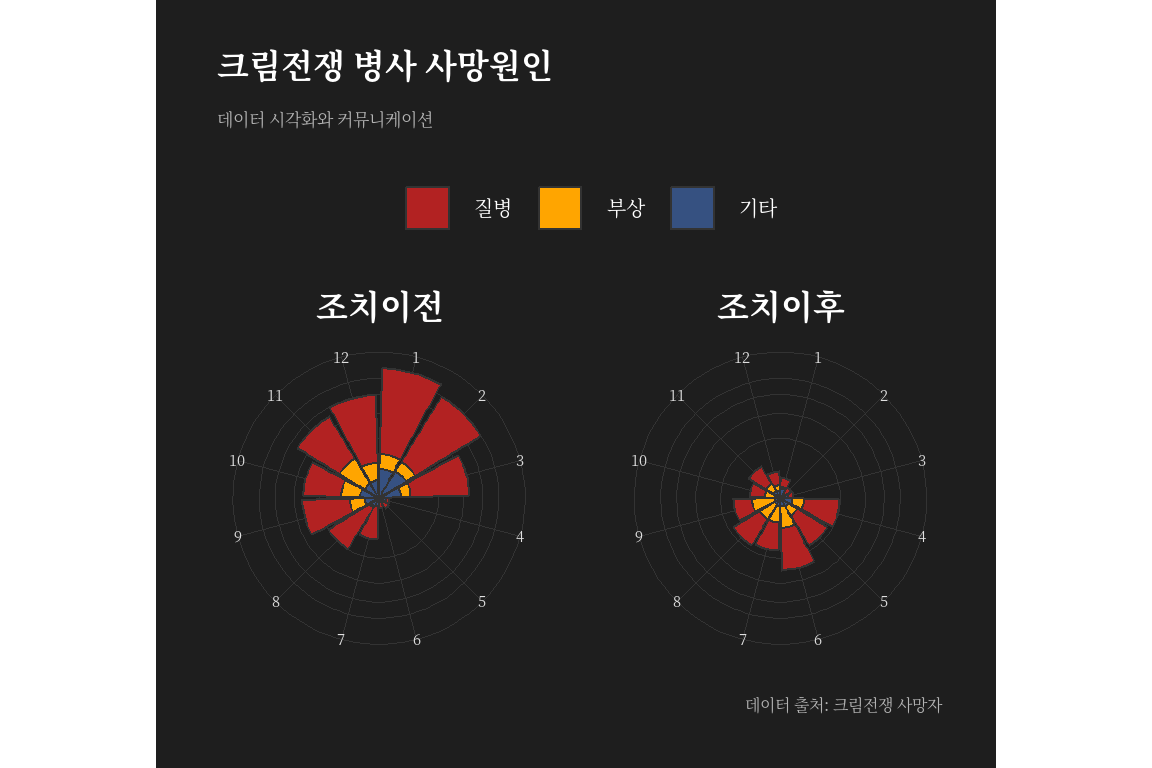 크림전쟁 병사 사망원인
데이터 시각화와 커뮤니케이션
질병 부상 기타
조치이전 조치이후
12 1 12 1
11 2 11 2
10 3 10 3
9 4 9 4
8 5 8 5
7 6 7 6
데이터 출처: 크림전쟁 사망자